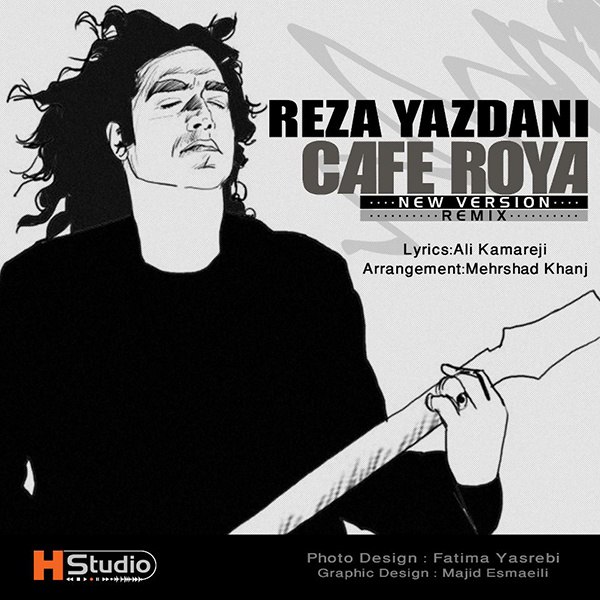 REZA YAZDANI
CAFE ROYA
····NEW VERSION····
··········REMIX··········
Lyrics:Ali Kamareji
Arrangement:Mehrshad Khanj
H Studio
Photo Design : Fatima Yasrebi
Graphic Design : Majid Esmaeili